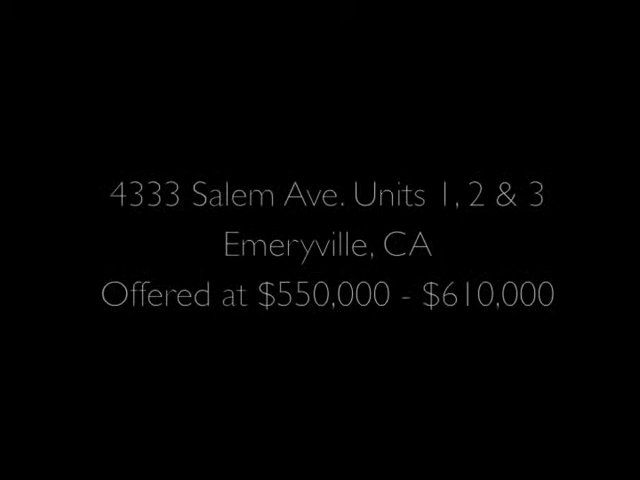 4333 Salem Ave. Units 1, 2 & 3
Emeryville, CA
Offered at $550,000 - $610,000